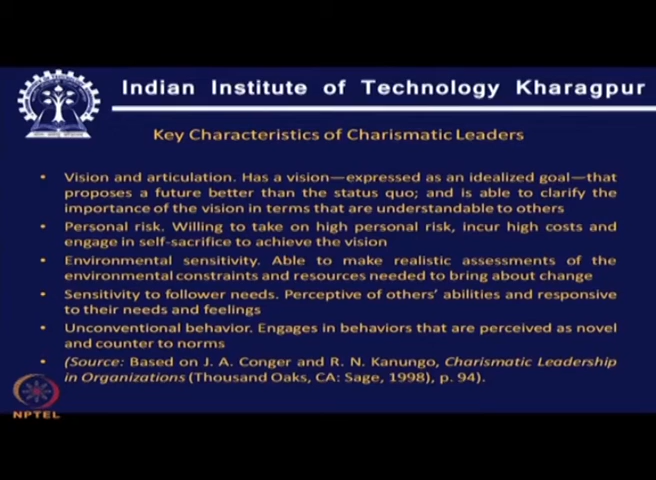 Indian Institute of Technology Kharagpur
Key Characteristics of Charismatic Leaders
• Vision and articulation. Has a vision—expressed as an idealized goal—that
proposes a future better than the status quo; and is able to clarify the
importance of the vision in terms that are understandable to others
• Personal risk. Willing to take on high personal risk, incur high costs and
engage in self-sacrifice to achieve the vision
• Environmental sensitivity. Able to make realistic assessments of the
environmental constraints and resources needed to bring about change
• Sensitivity to follower needs. Perceptive of others' abilities and responsive
to their needs and feelings
• Unconventional behavior. Engages in behaviors that are perceived as novel
and counter to norms
• (Source: Based on J. A. Conger and R. N. Kanungo, Charismatic Leadership
in Organizations (Thousand Oaks, CA: Sage, 1998), p. 94).
NPTEL